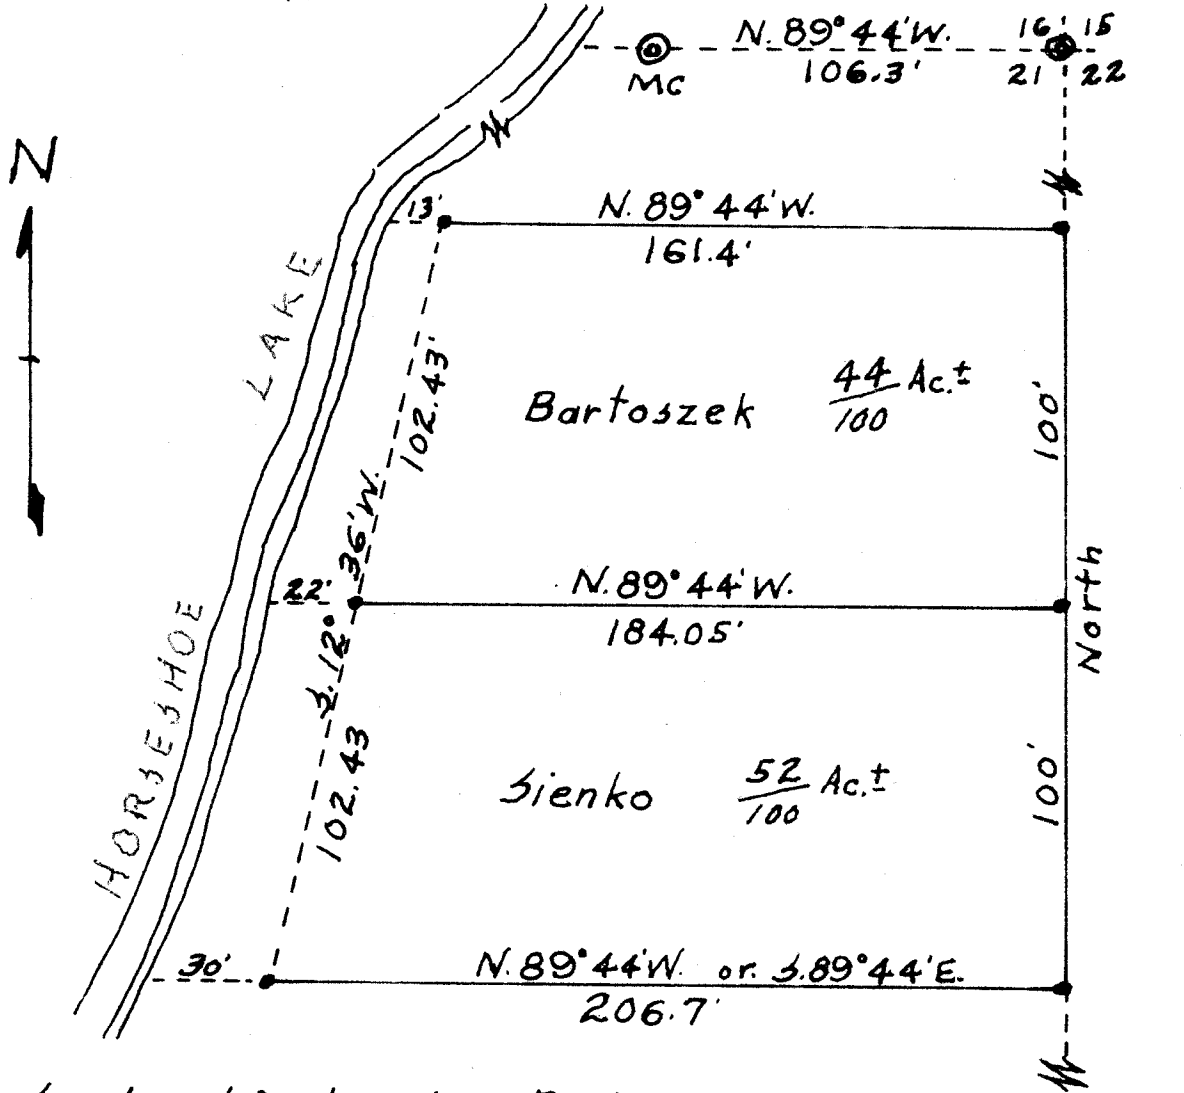 N. 89° 44' W.
16 15
106.3'
21 22
MC
N
13'
N. 89° 44' W.
161.4'
LAKE
102.43'
Bartoszek 44/100 Ac.±
100'
S. 12° 36' W.
22'
N. 89° 44' W.
184.05'
North
HORSESHOE
102.43
Sienko 52/100 Ac.±
100'
30'
N. 89° 44' W. or S. 89° 44' E.
206.7'